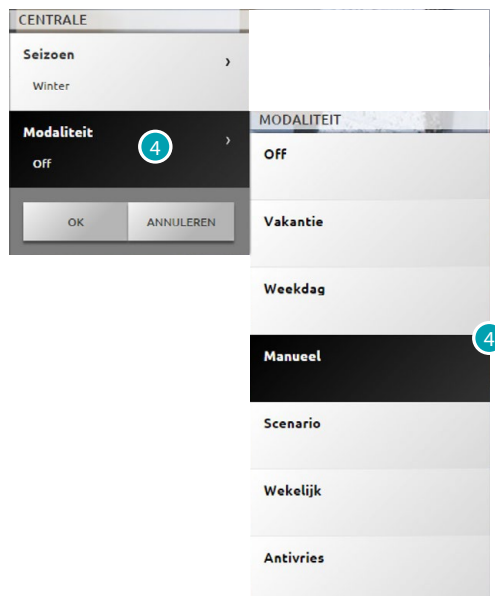 CENTRALE
Seizoen
Winter
Modaliteit
4
Off
OK
ANNULEREN
MODALITEIT
Off
Vakantie
Weekdag
4
Manueel
Scenario
Wekelijk
Antivries